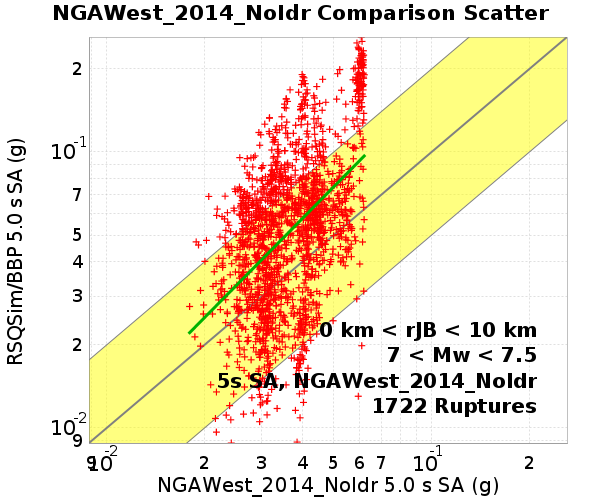 NGAWest_2014_NoIdr Comparison Scatter
RSQSim/BBP 5.0 s SA (g)
2
10^-1
7
5
4
3
2
10^-2
9
0 km < rJB < 10 km
7 < Mw < 7.5
5s SA, NGAWest_2014_NoIdr
1722 Ruptures
9 10^-2 2 3 4 5 6 7 10^-1 2
NGAWest_2014_NoIdr 5.0 s SA (g)